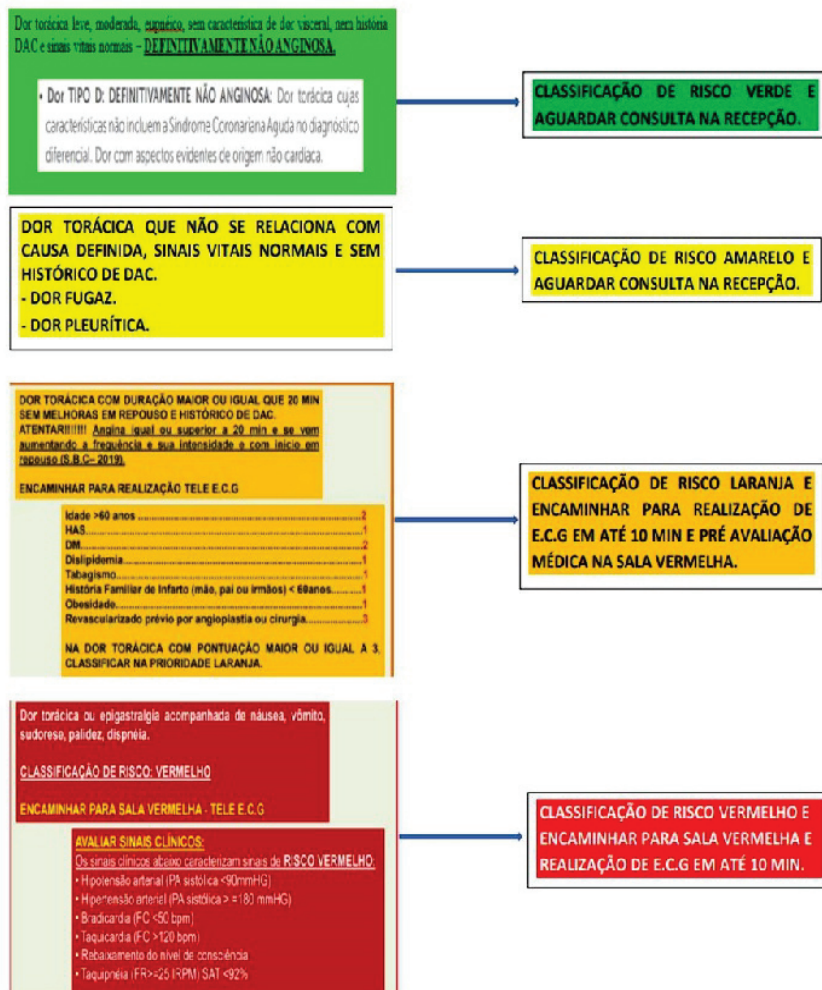 Dor torácica leve, moderada, eupnéico, sem característica de dor visceral, nem história
DAC e sinais vitais normais – DEFINITIVAMENTE NÃO ANGINOSA.
• Dor TIPO D: DEFINITIVAMENTE NÃO ANGINOSA: Dor torácica cujas
características não incluem a Síndrome Coronariana Aguda no diagnóstico
diferencial. Dor com aspectos evidentes de origem não cardíaca.
CLASSIFICAÇÃO DE RISCO VERDE E
AGUARDAR CONSULTA NA RECEPÇÃO.
DOR TORÁCICA QUE NÃO SE RELACIONA COM
CAUSA DEFINIDA, SINAIS VITAIS NORMAIS E SEM
HISTÓRICO DE DAC.
- DOR FUGAZ.
- DOR PLEURÍTICA.
CLASSIFICAÇÃO DE RISCO AMARELO E
AGUARDAR CONSULTA NA RECEPÇÃO.
DOR TORÁCICA COM DURAÇÃO MAIOR OU IGUAL QUE 20 MIN
SEM MELHORAS EM REPOUSO E HISTÓRICO DE DAC.
ATENTAR!!!!!!! Angina igual ou superior a 20 min e se vem
aumentando a frequência e sua intensidade e com início em
repouso (S.B.C– 2019).
ENCAMINHAR PARA REALIZAÇÃO TELE E.C.G
Idade >60 anos 2
HAS 1
DM 2
Dislipidemia 1
Tabagismo 1
História Familiar de Infarto (mão, pai ou irmãos) < 60anos 1
Obesidade 1
Revascularizado prévio por angioplastia ou cirurgia 3
NA DOR TORÁCICA COM PONTUAÇÃO MAIOR OU IGUAL A 3,
CLASSIFICAR NA PRIORIDADE LARANJA.
CLASSIFICAÇÃO DE RISCO LARANJA E
ENCAMINHAR PARA REALIZAÇÃO DE
E.C.G EM ATÉ 10 MIN E PRÉ AVALIAÇÃO
MÉDICA NA SALA VERMELHA.
Dor torácica ou epigastralgia acompanhada de náusea, vômito,
sudorese, palidez, dispnéia.
CLASSIFICAÇÃO DE RISCO: VERMELHO
ENCAMINHAR PARA SALA VERMELHA - TELE E.C.G
AVALIAR SINAIS CLÍNICOS:
Os sinais clínicos abaixo caracterizam sinais de RISCO VERMELHO:
• Hipotensão arterial (PA sistólica <90mmHG)
• Hipertensão arterial (PA sistólica > =180 mmHG)
• Bradicardia (FC <50 bpm)
• Taquicardia (FC >120 bpm)
• Rebaixamento do nível de consciência
• Taquipnéia (FR>=25 IRPM) SAT <92%
CLASSIFICAÇÃO DE RISCO VERMELHO E
ENCAMINHAR PARA SALA VERMELHA E
REALIZAÇÃO DE E.C.G EM ATÉ 10 MIN.